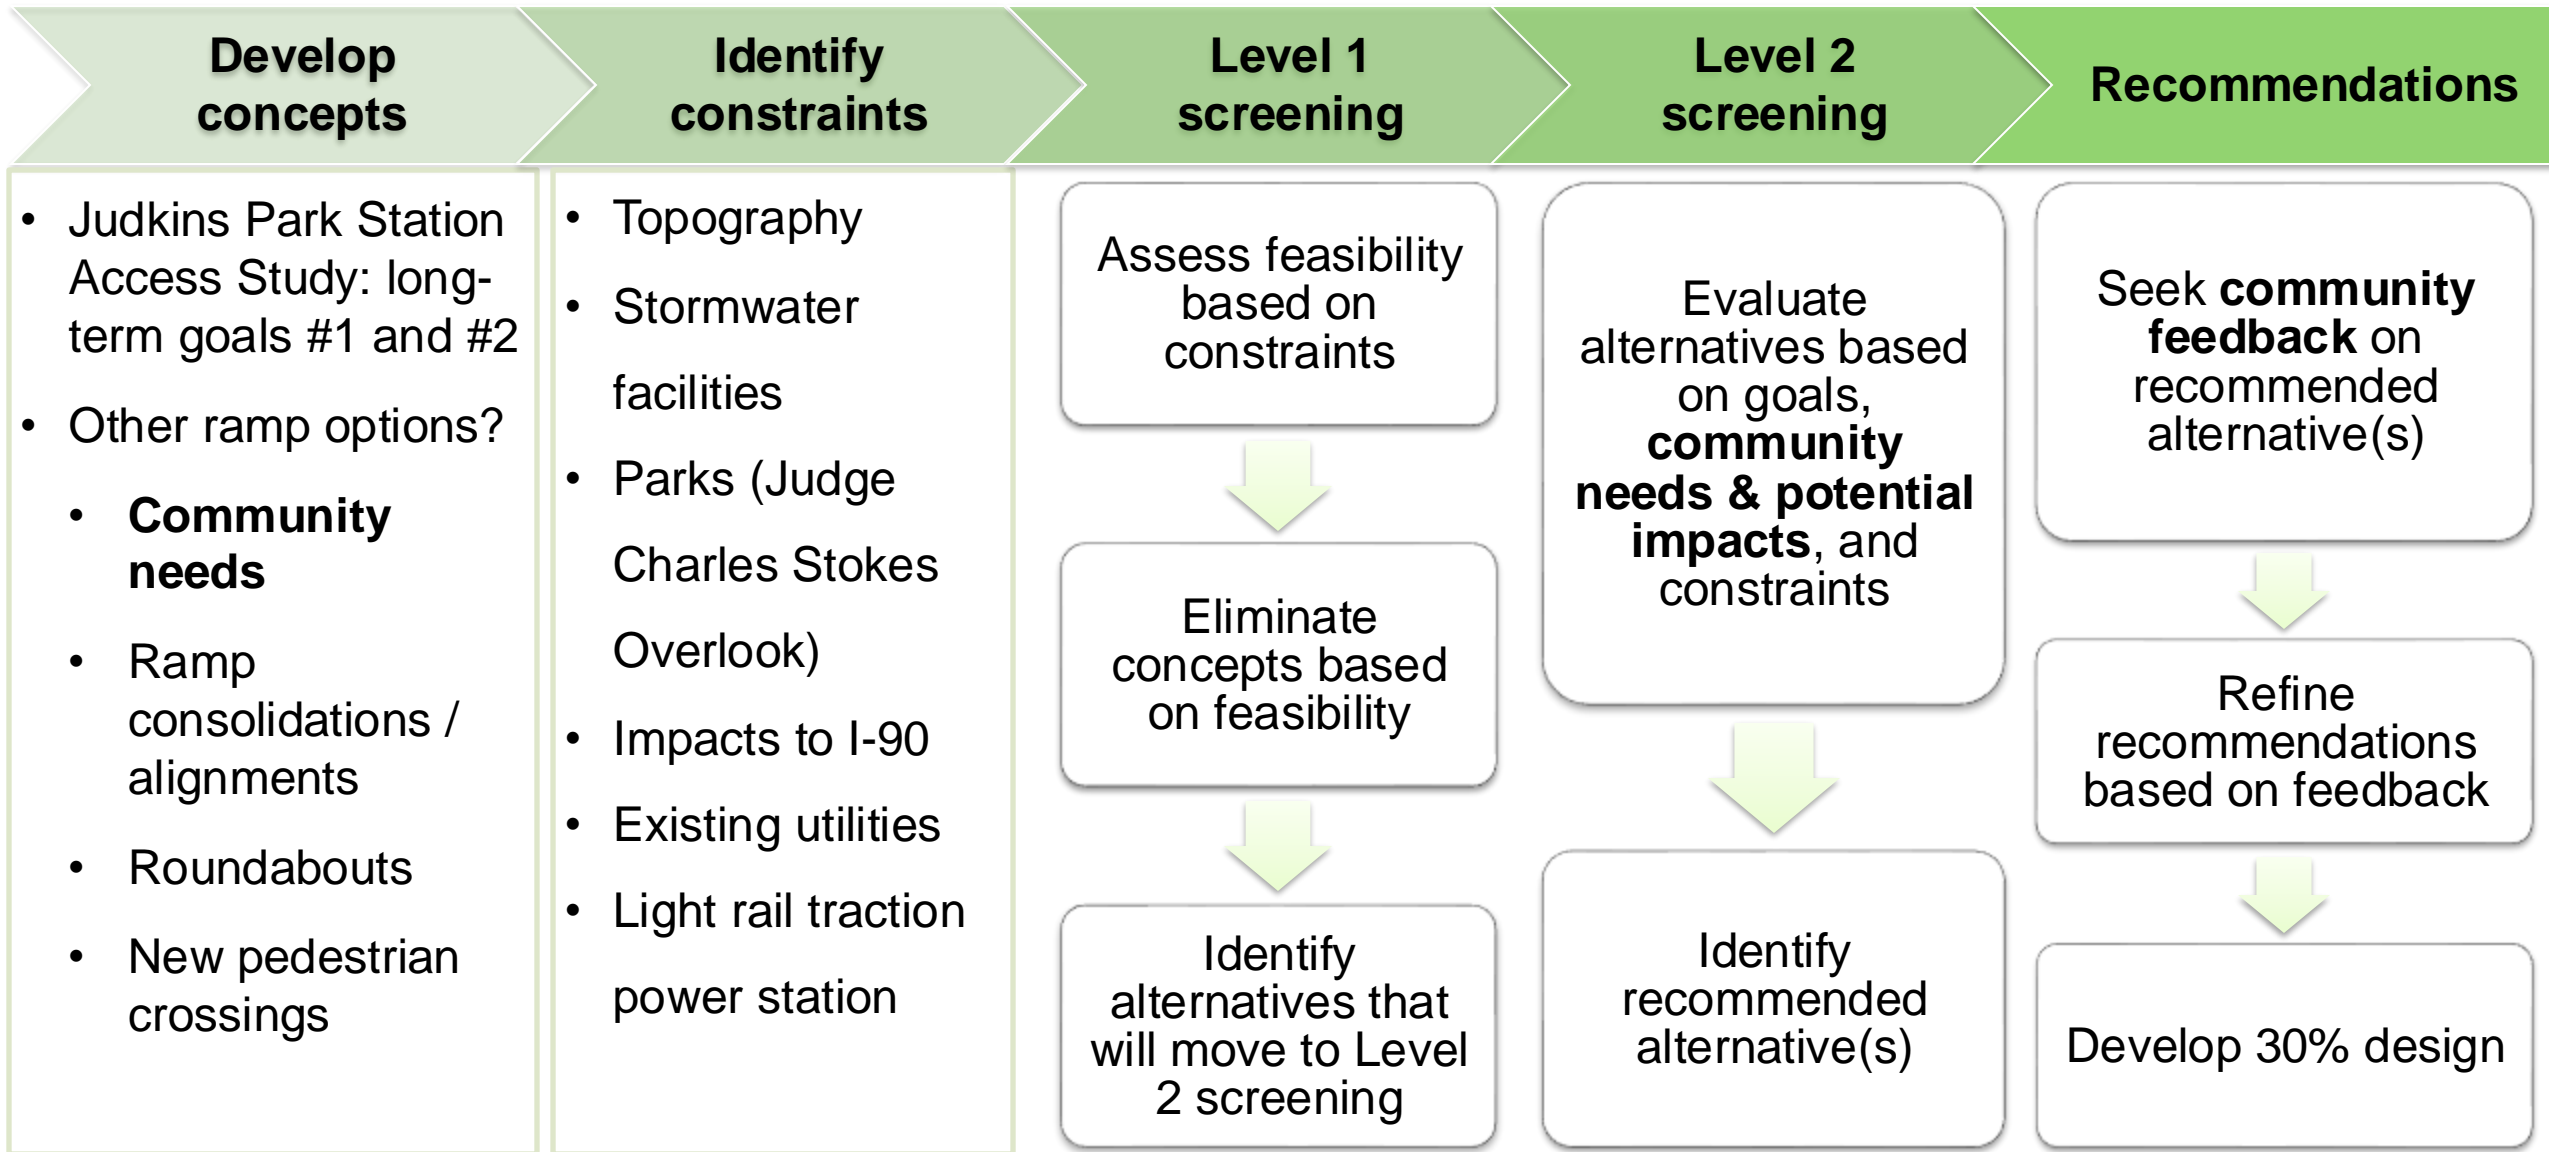 Develop
concepts
Identify
constraints
Level 1
screening
Level 2
screening
Recommendations
• Judkins Park Station
Access Study: long-
term goals #1 and #2
• Other ramp options?
• Community
needs
• Ramp
consolidations /
alignments
• Roundabouts
• New pedestrian
crossings
• Topography
• Stormwater
facilities
• Parks (Judge
Charles Stokes
Overlook)
• Impacts to I-90
• Existing utilities
• Light rail traction
power station
Assess feasibility
based on
constraints
Eliminate
concepts based
on feasibility
Identify
alternatives that
will move to Level
2 screening
Evaluate
alternatives based
on goals,
community
needs & potential
impacts, and
constraints
Identify
recommended
alternative(s)
Seek community
feedback on
recommended
alternative(s)
Refine
recommendations
based on feedback
Develop 30% design